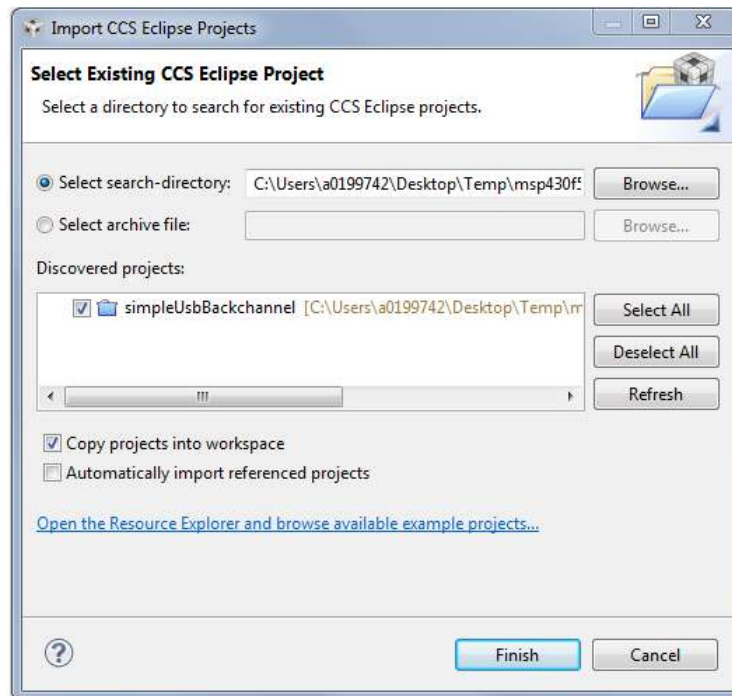 Import CCS Eclipse Projects
Select Existing CCS Eclipse Project
Select a directory to search for existing CCS Eclipse projects.
Select search-directory: C:\Users\a0199742\Desktop\Temp\msp430f5 Browse...
Select archive file: Browse...
Discovered projects:
simpleUsbBackchannel [C:\Users\a0199742\Desktop\Temp\m Select All
Deselect All
Refresh
Copy projects into workspace
Automatically import referenced projects
Open the Resource Explorer and browse available example projects...
Finish Cancel